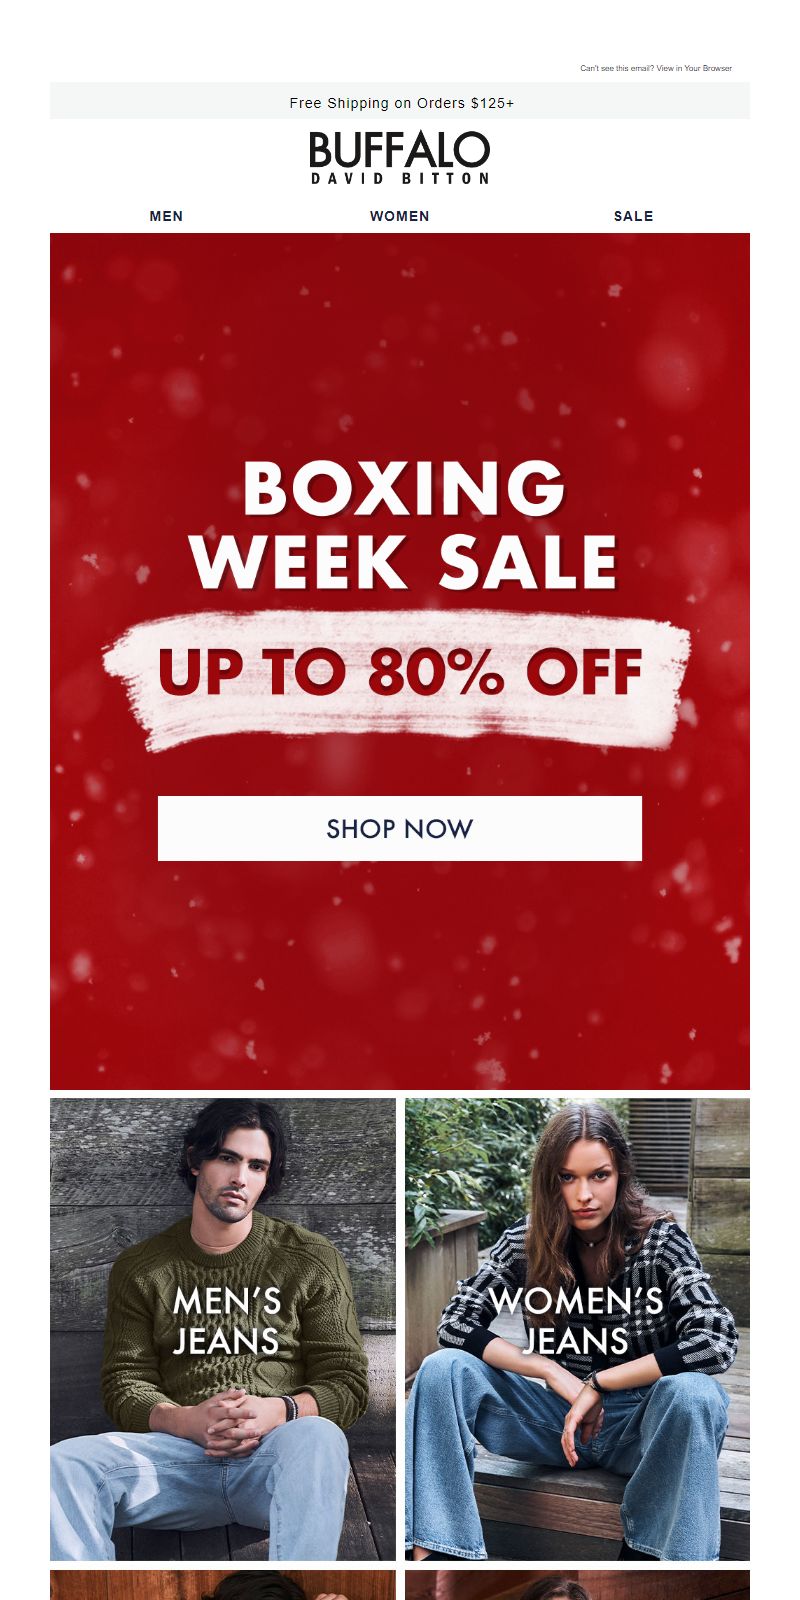 Can't see this email? View in Your Browser
Free Shipping on Orders $125+
BUFFALO
DAVID BITTON
MEN WOMEN SALE
BOXING
WEEK SALE
UP TO 80% OFF
SHOP NOW
MEN'S
JEANS
WOMEN'S
JEANS